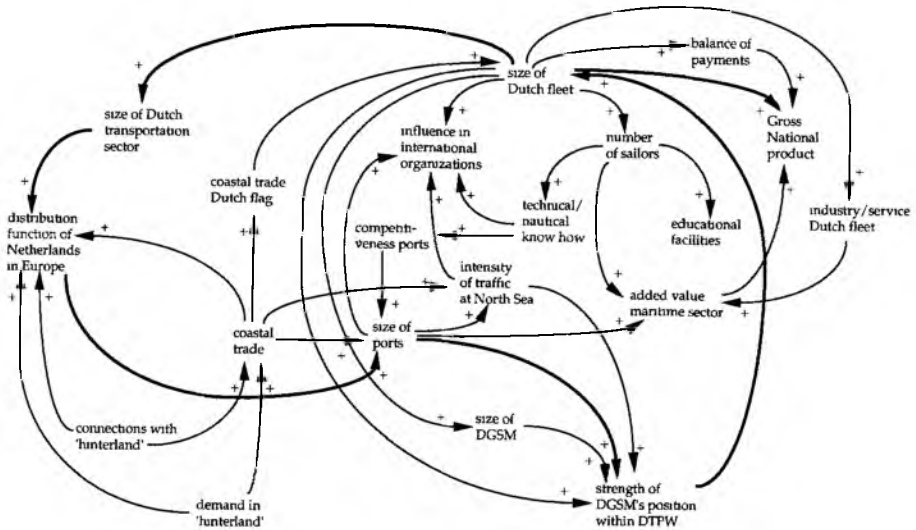 balance of
payments
size of
Dutch fleet
size of Dutch
transportation
sector
influence in
international
organizations
number
of sailors
Gross
National
product
coastal trade
Dutch flag
technical/
nautical
know how
educational
facilities
industry/service
Dutch fleet
distribution
function of
Netherlands
in Europe
competiti-
veness ports
intensity
of traffic
at North Sea
added value
maritime sector
coastal
trade
size of
ports
connections with
'hinterland'
size of
DGSM
demand in
'hinterland'
strength of
DGSM's position
within DTPW